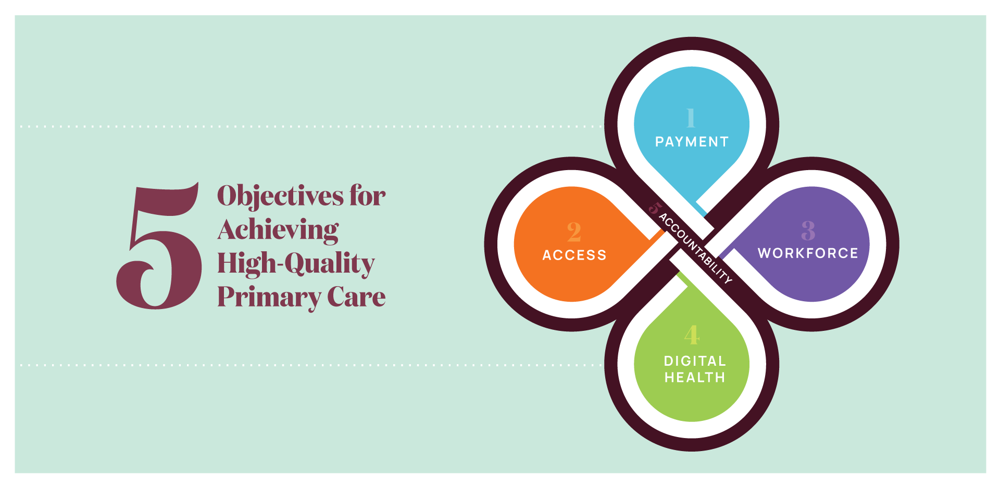 5
Objectives for
Achieving
High-Quality
Primary Care
1
PAYMENT
2
ACCESS
3
WORKFORCE
4
DIGITAL
HEALTH
5 ACCOUNTABILITY